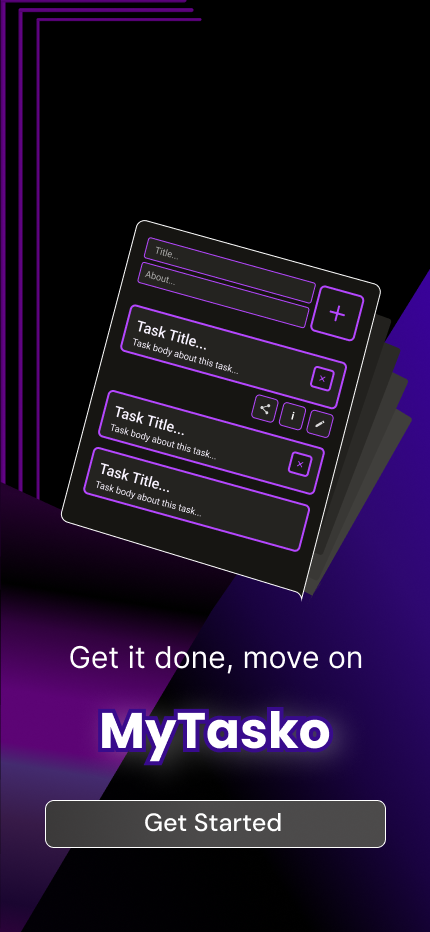 Title...
About...
+
Task Title...
Task body about this task...
×
i
Task Title...
Task body about this task...
×
Task Title...
Task body about this task...
Get it done, move on
MyTasko
Get Started